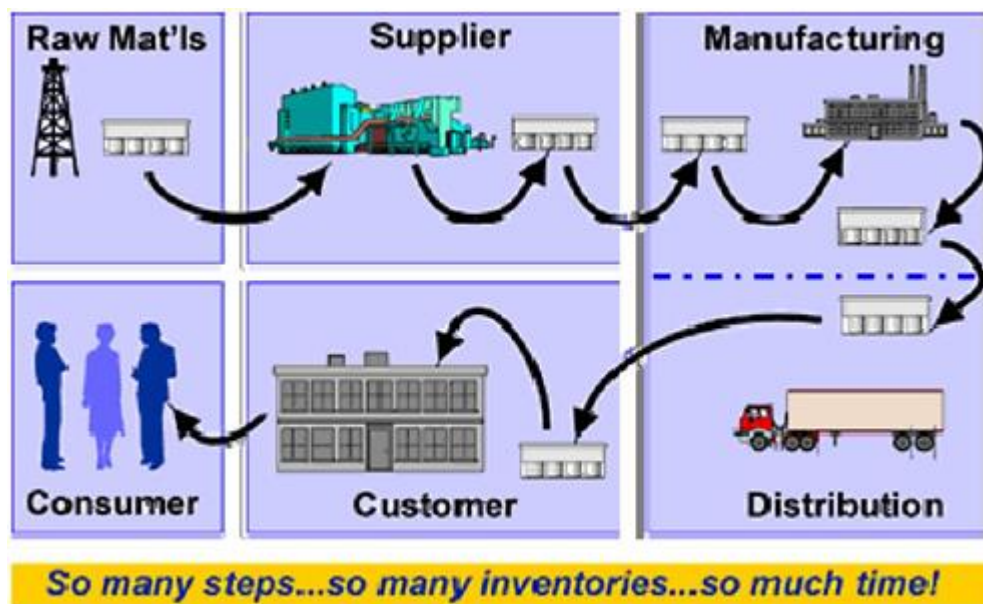 Raw Mat'ls
Supplier
Manufacturing
Consumer
Customer
Distribution
So many steps...so many inventories...so much time!